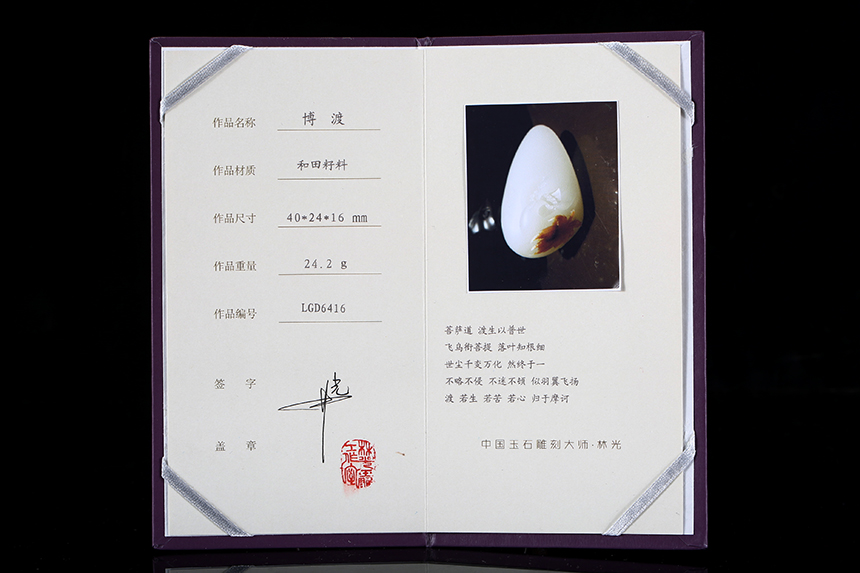 作品名称 博 渡
作品材质 和田籽料
作品尺寸 40*24*16 mm
作品重量 24.2 g
作品编号 LGD6416
签 字
盖 章
菩萨道 渡生以普世
飞鸟衔菩提 落叶知根细
世尘千变万化 然终于一
不略不侵 不迷不顿 似羽翼飞扬
渡 若生 若苦 若心 归于摩诃
中国玉石雕刻大师·林光